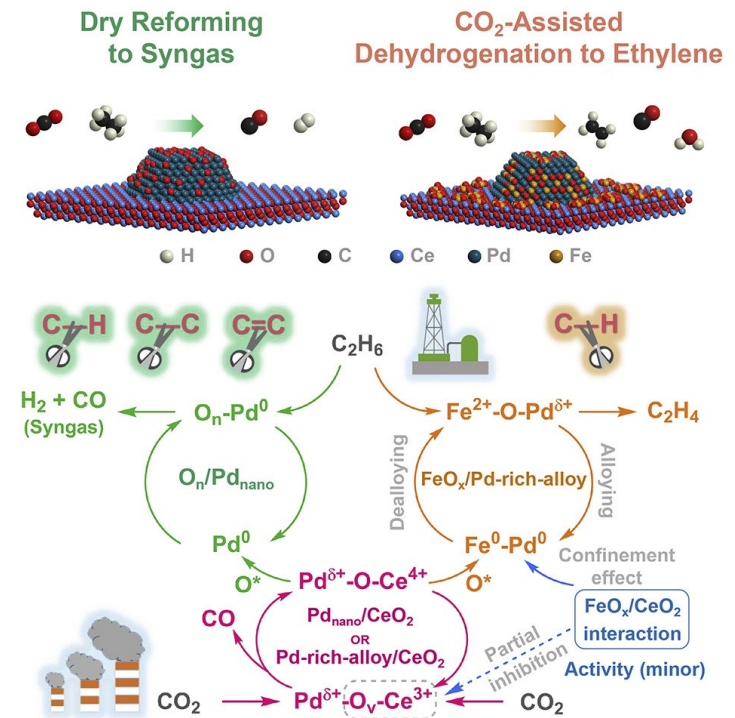 Dry Reforming
to Syngas
CO₂-Assisted
Dehydrogenation to Ethylene
H O C Ce Pd Fe
C–H C–C C=C
C–H
C₂H₆
H₂ + CO
(Syngas)
Oₙ-Pd⁰
Fe²⁺-O-Pdᵟ⁺
C₂H₄
Oₙ/Pdnano
Dealloying
FeOₓ/Pd-rich-alloy
Alloying
Pd⁰
Fe⁰-Pd⁰
Confinement
effect
O*
Pdᵟ⁺-O-Ce⁴⁺
O*
CO
Pdnano/CeO₂
OR
Pd-rich-alloy/CeO₂
FeOₓ/CeO₂
interaction
Partial
inhibition
Activity (minor)
CO₂
Pdᵟ⁺-Oᵥ-Ce³⁺
CO₂